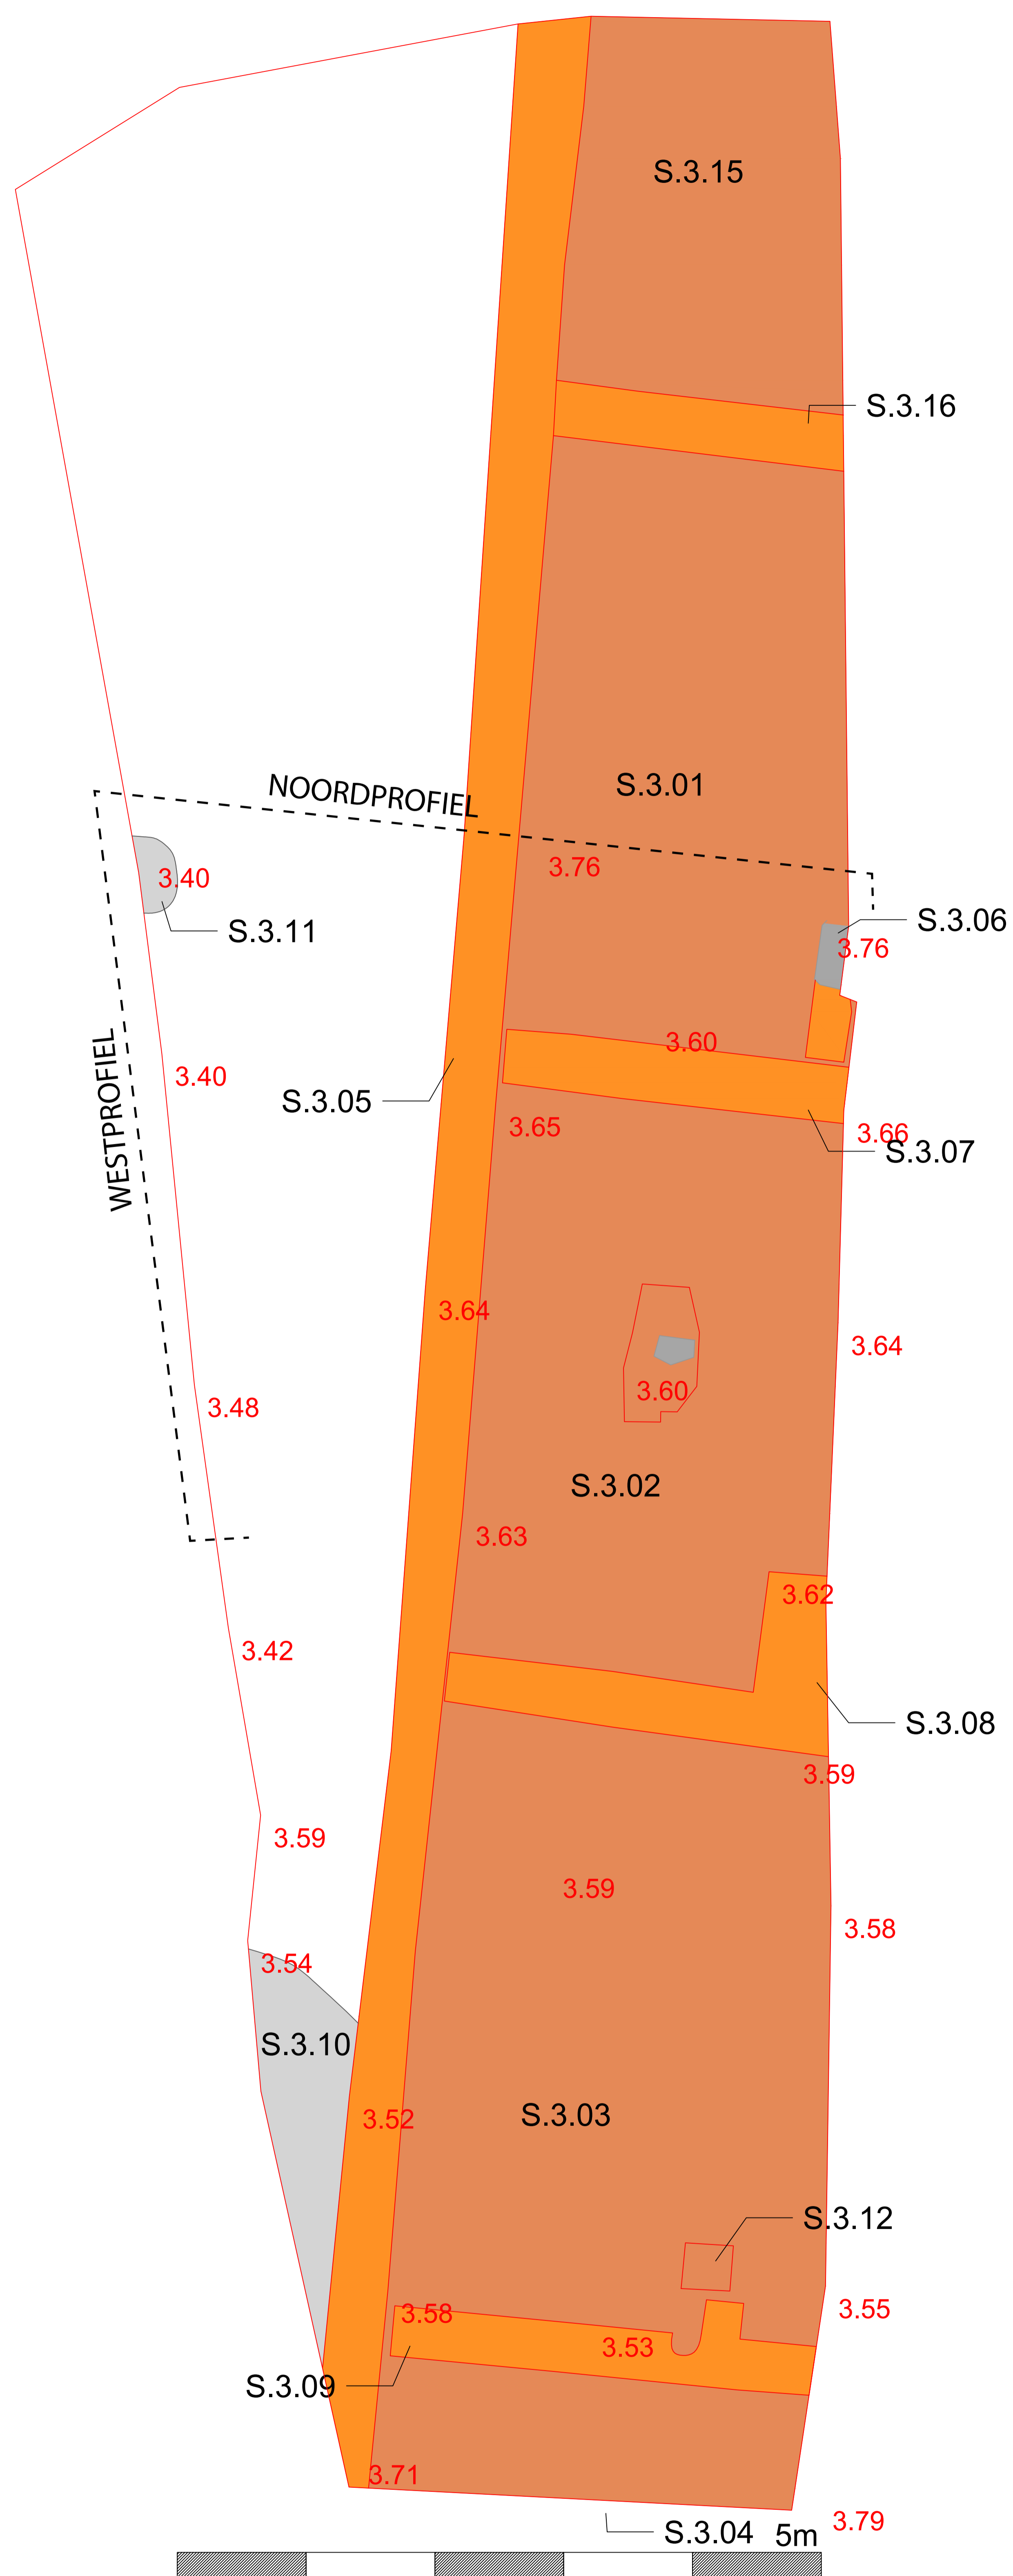 S.3.15
S.3.16
NOORDPROFIEL
S.3.01
3.76
3.40
S.3.11
S.3.06
3.76
WESTPROFIEL
3.60
3.40
S.3.05
3.65
3.66
S.3.07
3.64
3.64
3.60
3.48
S.3.02
3.63
3.62
3.42
S.3.08
3.59
3.59
3.59
3.58
3.54
S.3.10
3.52
S.3.03
S.3.12
3.58
3.55
3.53
S.3.09
3.71
3.79
S.3.04
5m